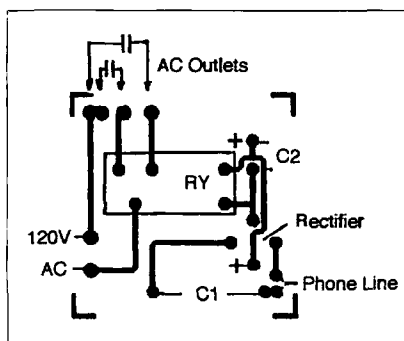 AC Outlets
+
C2
RY
Rectifier
120V
+
AC
Phone Line
C1